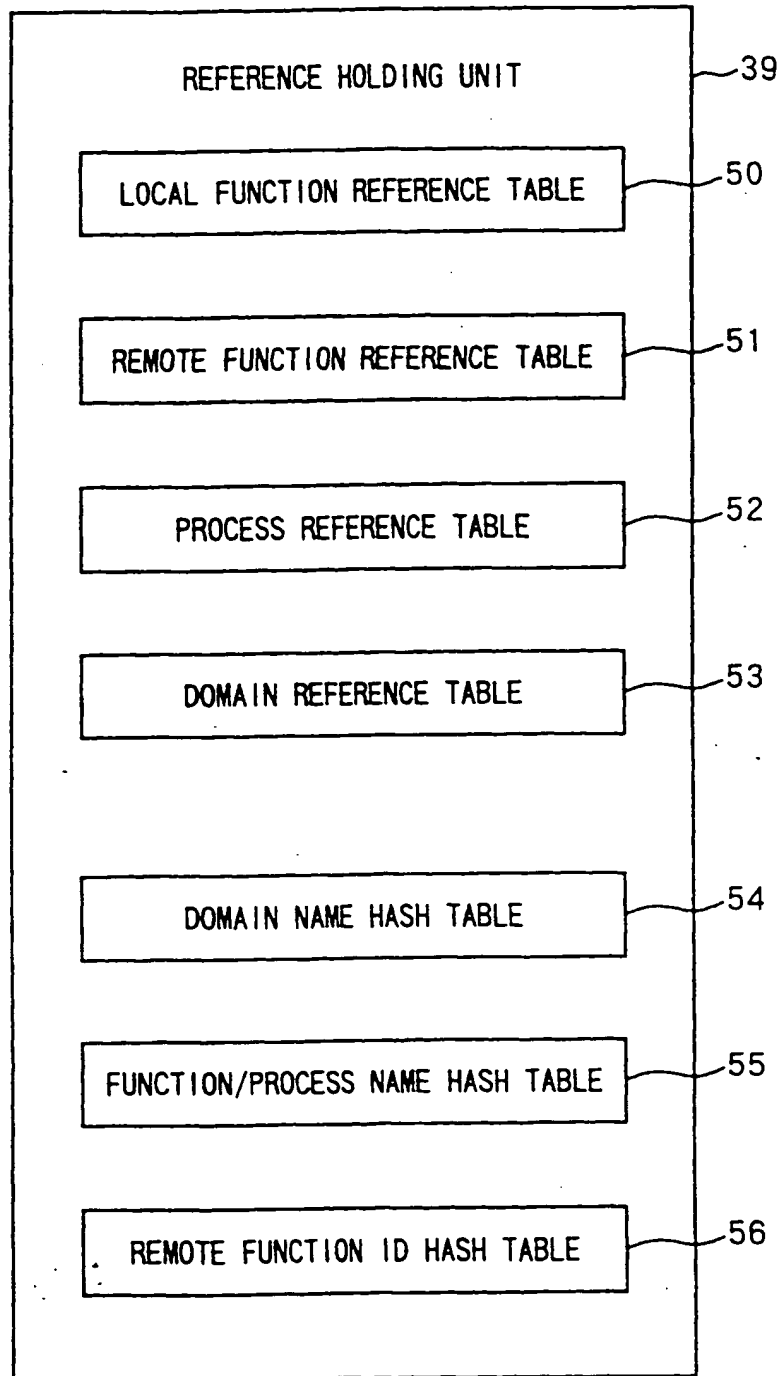 REFERENCE HOLDING UNIT
39
LOCAL FUNCTION REFERENCE TABLE
50
REMOTE FUNCTION REFERENCE TABLE
51
PROCESS REFERENCE TABLE
52
DOMAIN REFERENCE TABLE
53
DOMAIN NAME HASH TABLE
54
FUNCTION/PROCESS NAME HASH TABLE
55
REMOTE FUNCTION ID HASH TABLE
56